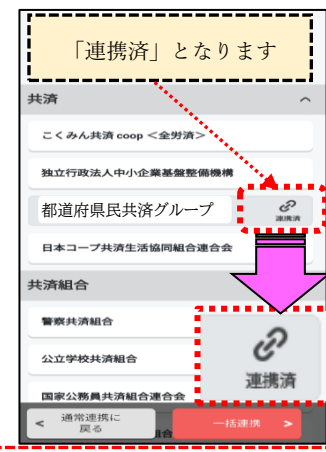 「連携済」となります
共済
こくみん共済 coop ＜全労済＞
独立行政法人中小企業基盤整備機構
都道府県民共済グループ
連携済
日本コープ共済生活協同組合連合会
共済組合
警察共済組合
公立学校共済組合
連携済
国家公務員共済組合連合会
＜ 通常連携に
戻る
組合
一括連携 ＞